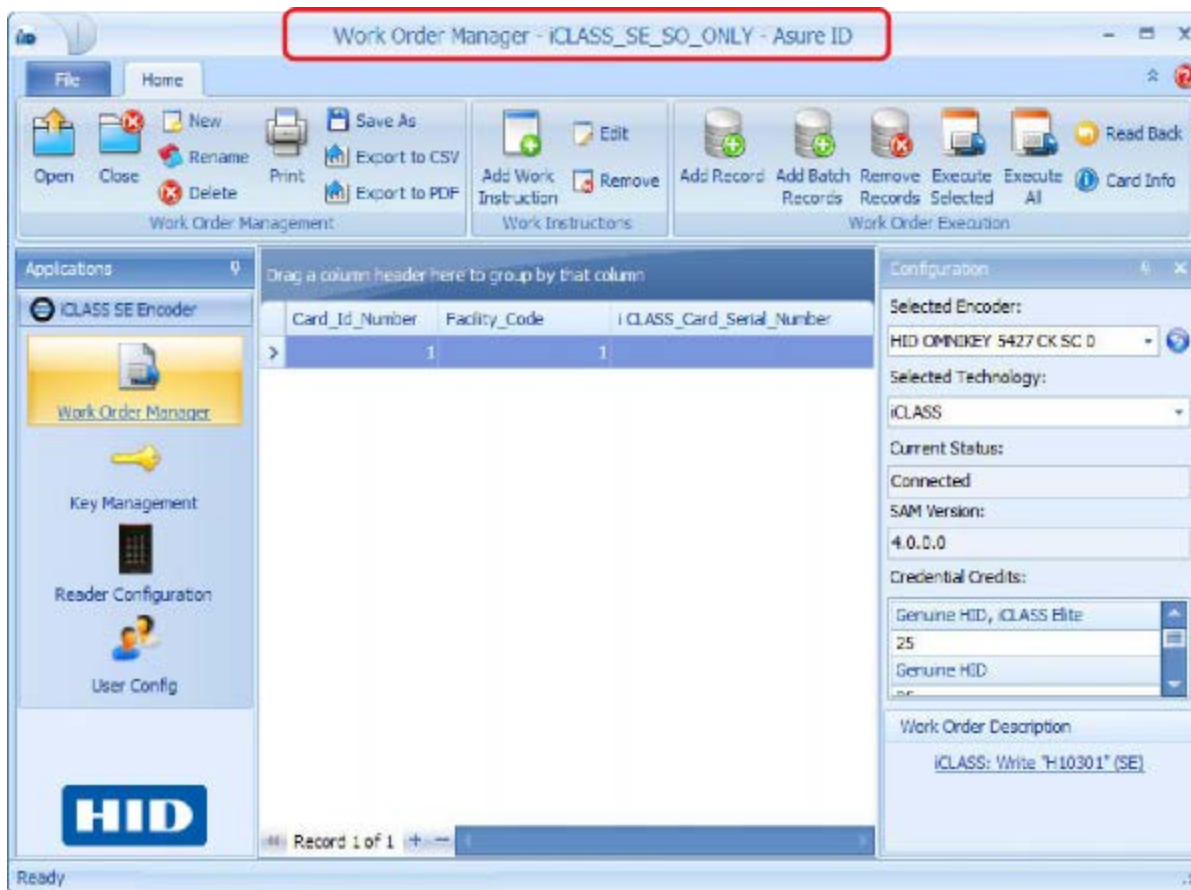 Work Order Manager - iCLASS_SE_SO_ONLY - Asure ID
File
Home
Open
Close
New
Rename
Delete
Print
Save As
Export to CSV
Export to PDF
Work Order Management
Add Work
Instruction
Edit
Remove
Work Instructions
Add Record
Add Batch
Records
Remove
Records
Execute
Selected
Execute
All
Read Back
Card Info
Work Order Execution
Applications
iCLASS SE Encoder
Work Order Manager
Key Management
Reader Configuration
User Config
HID
Drag a column header here to group by that column
Card_Id_Number Facility_Code iCLASS_Card_Serial_Number
1 1
Record 1 of 1
Configuration
Selected Encoder:
HID OMNIKEY 5427 CK SC 0
Selected Technology:
iCLASS
Current Status:
Connected
SAM Version:
4.0.0.0
Credential Credits:
Genuine HID, iCLASS Elite
25
Genuine HID
Work Order Description
iCLASS: Write "H10301" (SE)
Ready